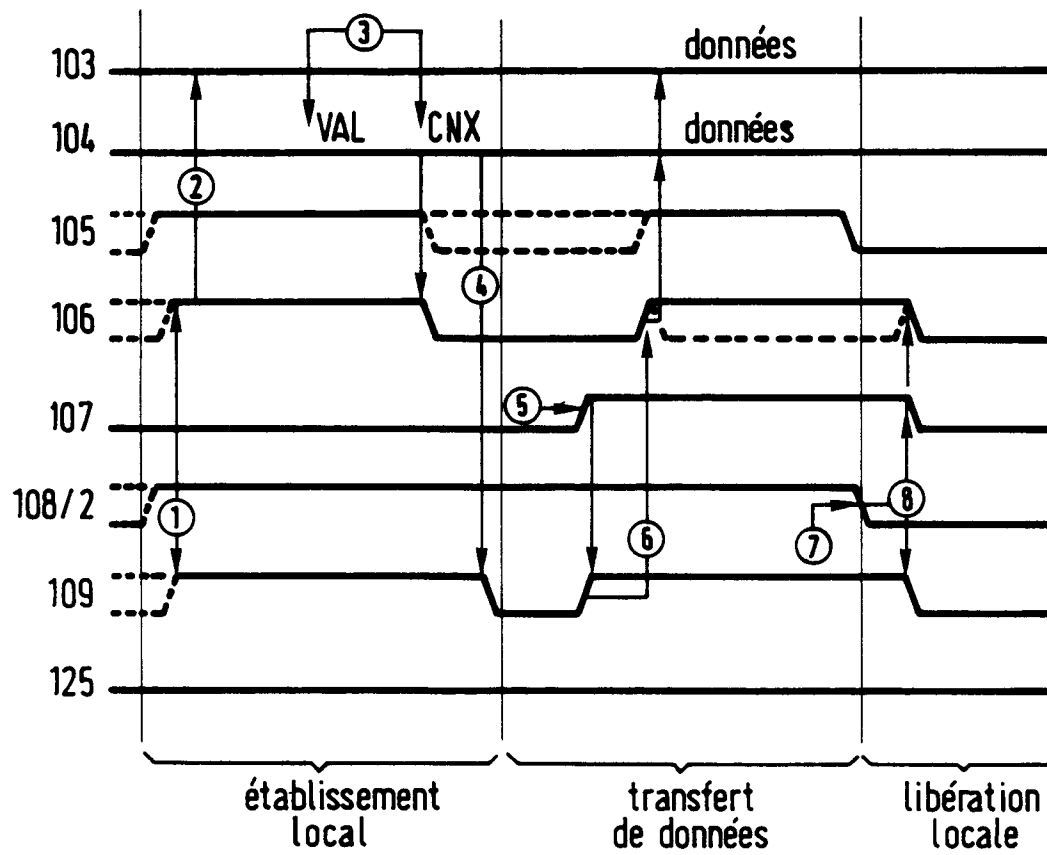 ③
103
données
VAL
CNX
104
données
②
105
④
106
⑤
107
108/2
①
⑥
⑦
⑧
109
125
établissement
local
transfert
de données
libération
locale